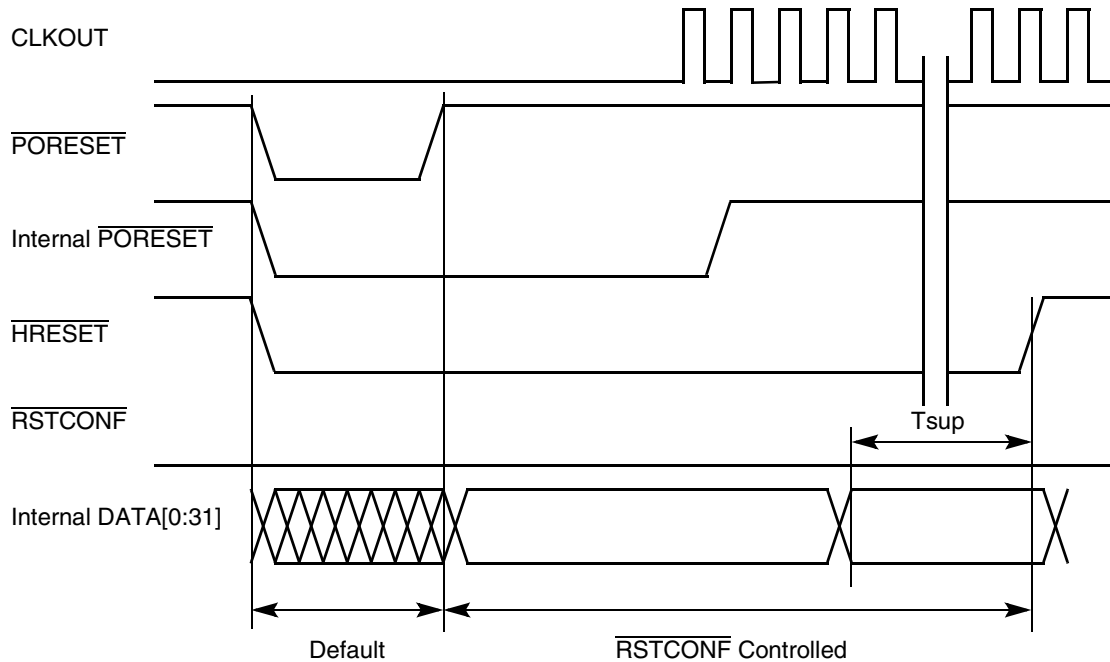 CLKOUT
PORESET
Internal PORESET
HRESET
RSTCONF
Tsup
Internal DATA[0:31]
Default
RSTCONF Controlled